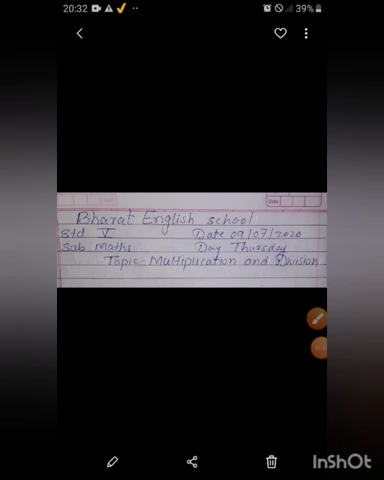 20:32 39%
Date
Bharat English school
Std V Date 09/07/2020
Sub Maths Day Thursday
Topic-Multiplication and Division
InShOt